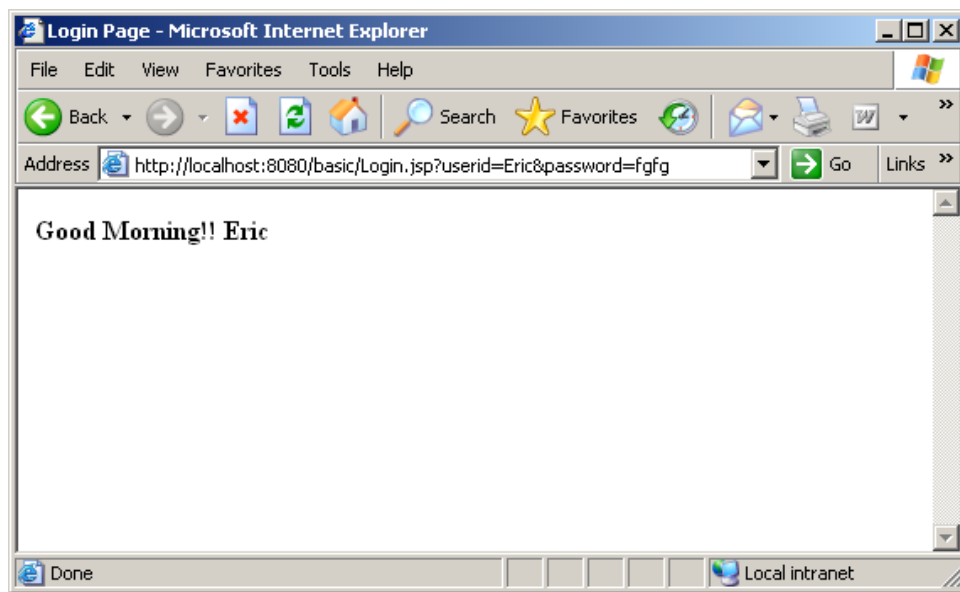 Login Page - Microsoft Internet Explorer
File Edit View Favorites Tools Help
Back Search Favorites W »
Address http://localhost:8080/basic/Login.jsp?userid=Eric&password=fgfg Go Links »
Good Morning!! Eric
Done Local intranet